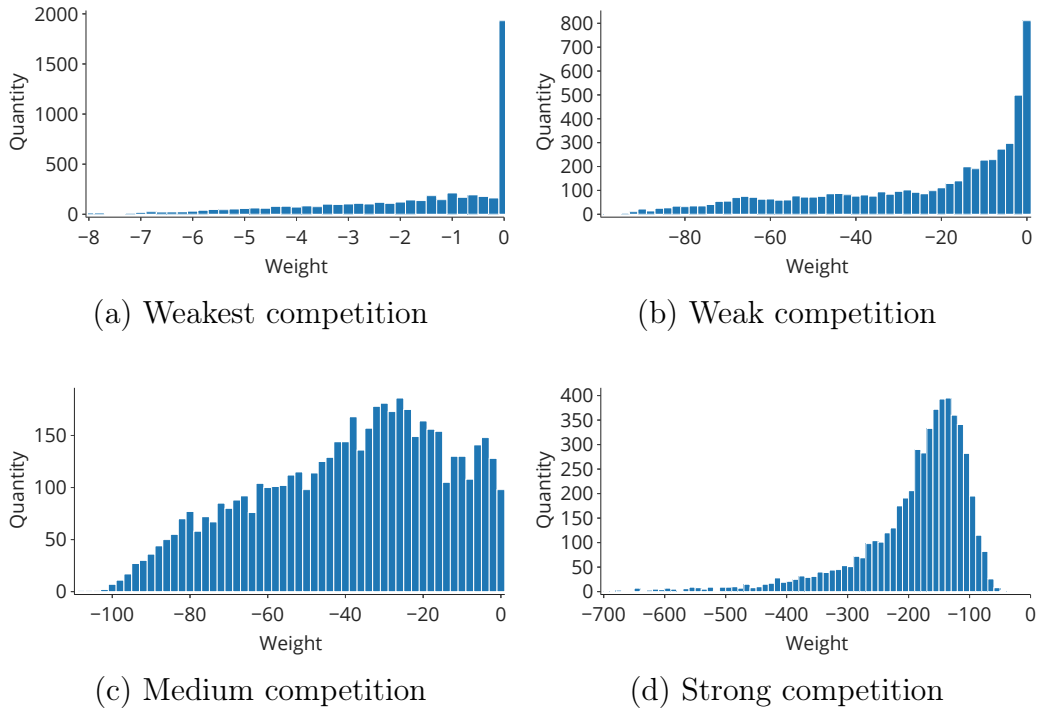 2000
1500
1000
500
0
Quantity
−8 −7 −6 −5 −4 −3 −2 −1 0
Weight
(a) Weakest competition
800
700
600
500
400
300
200
100
0
Quantity
−80 −60 −40 −20 0
Weight
(b) Weak competition
150
100
50
0
Quantity
−100 −80 −60 −40 −20 0
Weight
(c) Medium competition
400
350
300
250
200
150
100
50
0
Quantity
−700 −600 −500 −400 −300 −200 −100 0
Weight
(d) Strong competition